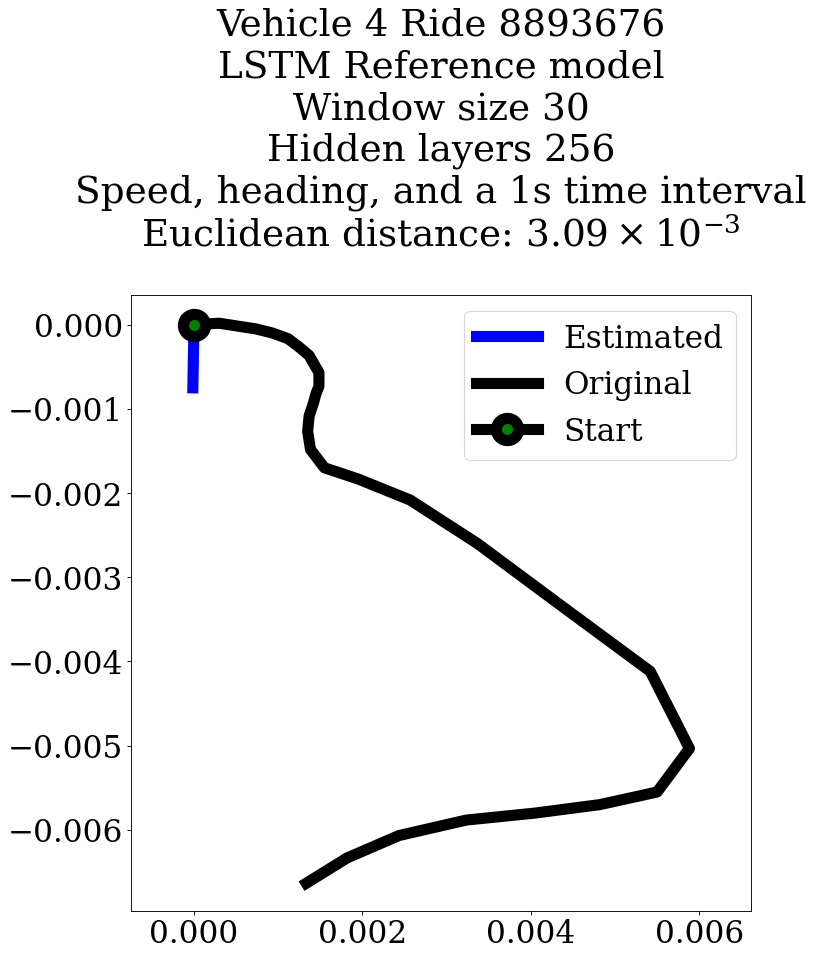 Vehicle 4 Ride 8893676
LSTM Reference model
Window size 30
Hidden layers 256
Speed, heading, and a 1s time interval
Euclidean distance: 3.09 × 10⁻³
Estimated
Original
Start
0.000
−0.001
−0.002
−0.003
−0.004
−0.005
−0.006
0.000 0.002 0.004 0.006